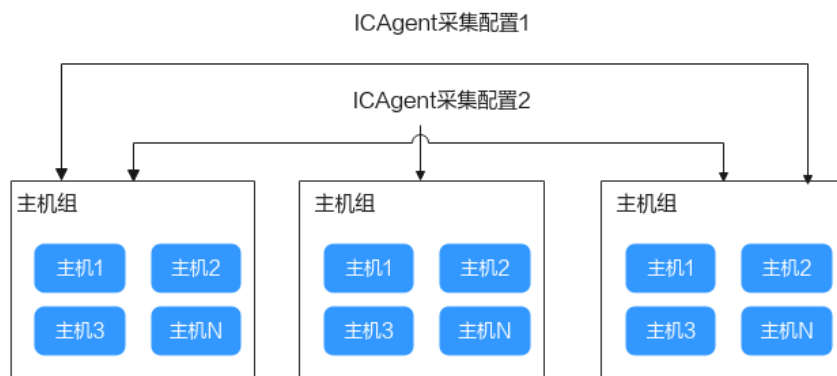 ICAgent采集配置1
ICAgent采集配置2
主机组 主机组 主机组
主机1 主机2 主机1 主机2 主机1 主机2
主机3 主机N 主机3 主机N 主机3 主机N